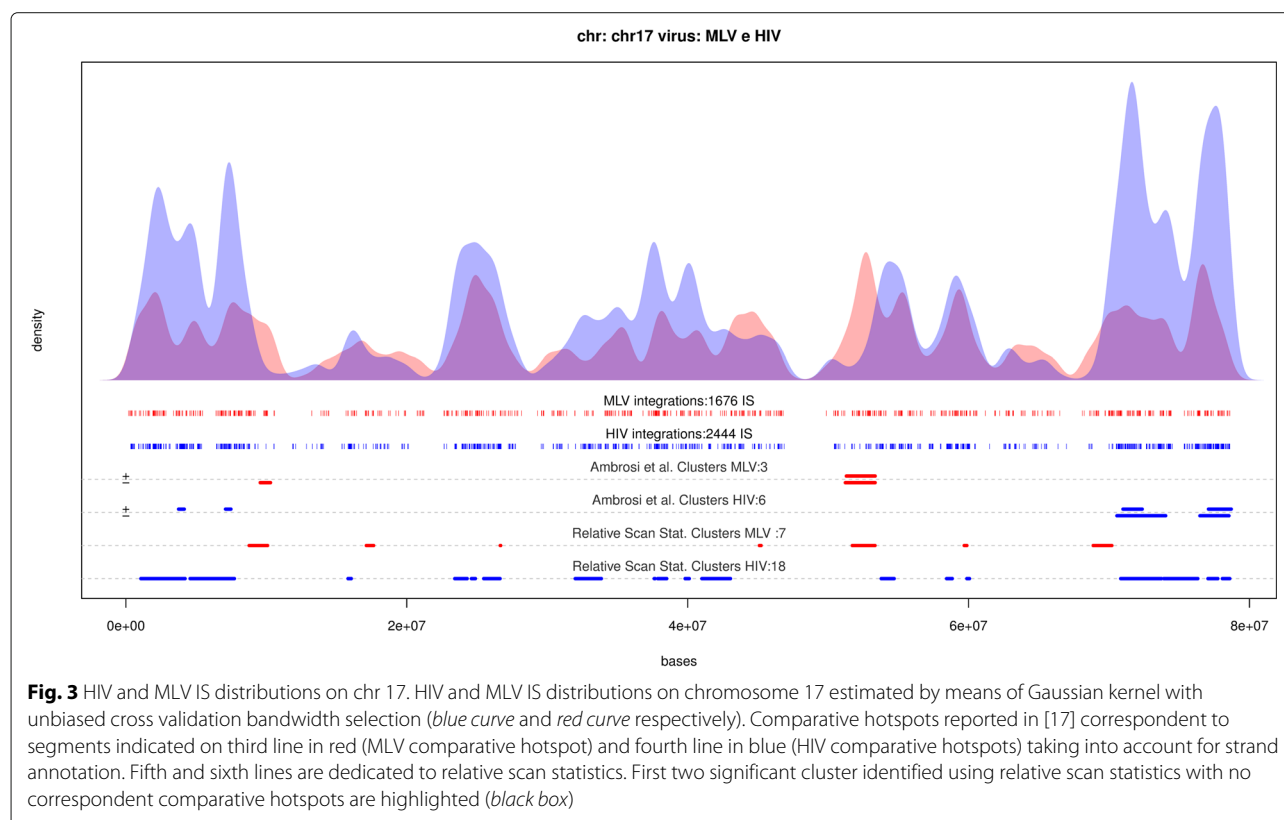 chr: chr17 virus: MLV e HIV
density
MLV integrations:1676 IS
HIV integrations:2444 IS
Ambrosi et al. Clusters MLV:3
+
−
Ambrosi et al. Clusters HIV:6
+
−
Relative Scan Stat. Clusters MLV :7
Relative Scan Stat. Clusters HIV:18
0e+00 2e+07 4e+07 6e+07 8e+07
bases
Fig. 3 HIV and MLV IS distributions on chr 17. HIV and MLV IS distributions on chromosome 17 estimated by means of Gaussian kernel with
unbiased cross validation bandwidth selection (blue curve and red curve respectively). Comparative hotspots reported in [17] correspondent to
segments indicated on third line in red (MLV comparative hotspot) and fourth line in blue (HIV comparative hotspots) taking into account for strand
annotation. Fifth and sixth lines are dedicated to relative scan statistics. First two significant cluster identified using relative scan statistics with no
correspondent comparative hotspots are highlighted (black box)